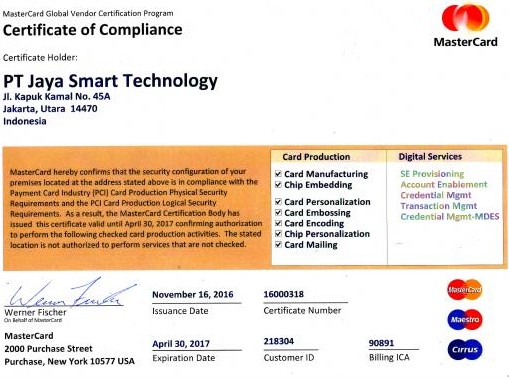 MasterCard Global Vendor Certification Program
Certificate of Compliance
MasterCard
Certificate Holder:
PT Jaya Smart Technology
Jl. Kapuk Kamal No. 45A
Jakarta, Utara 14470
Indonesia
MasterCard hereby confirms that the security configuration of your
premises located at the address stated above is in compliance with the
Payment Card Industry (PCI) Card Production Physical Security
Requirements and the PCI Card Production Logical Security
Requirements. As a result, the MasterCard Certification Body has
issued this certificate valid until April 30, 2017 confirming authorization
to perform the following checked card production activities. The stated
location is not authorized to perform services that are not checked.
Card Production
Card Manufacturing
Chip Embedding
Card Personalization
Card Embossing
Card Encoding
Chip Personalization
Card Mailing
Digital Services
SE Provisioning
Account Enablement
Credential Mgmt
Transaction Mgmt
Credential Mgmt-MDES
Werner Fischer
Werner Fischer
On Behalf of MasterCard
MasterCard
2000 Purchase Street
Purchase, New York 10577 USA
November 16, 2016
Issuance Date
16000318
Certificate Number
April 30, 2017
Expiration Date
218304
Customer ID
90891
Billing ICA
MasterCard
Maestro
Cirrus